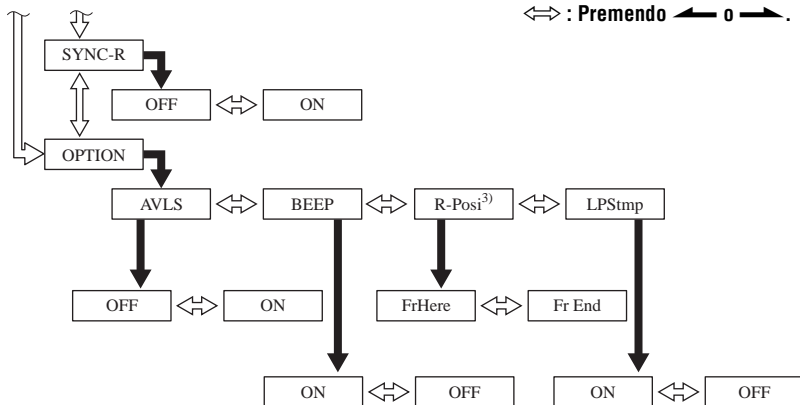 ⇔ : Premendo ← o →.
SYNC-R
OFF ⇔ ON
OPTION
AVLS ⇔ BEEP ⇔ R-Posi3) ⇔ LPStmp
OFF ⇔ ON
FrHere ⇔ Fr End
ON ⇔ OFF
ON ⇔ OFF